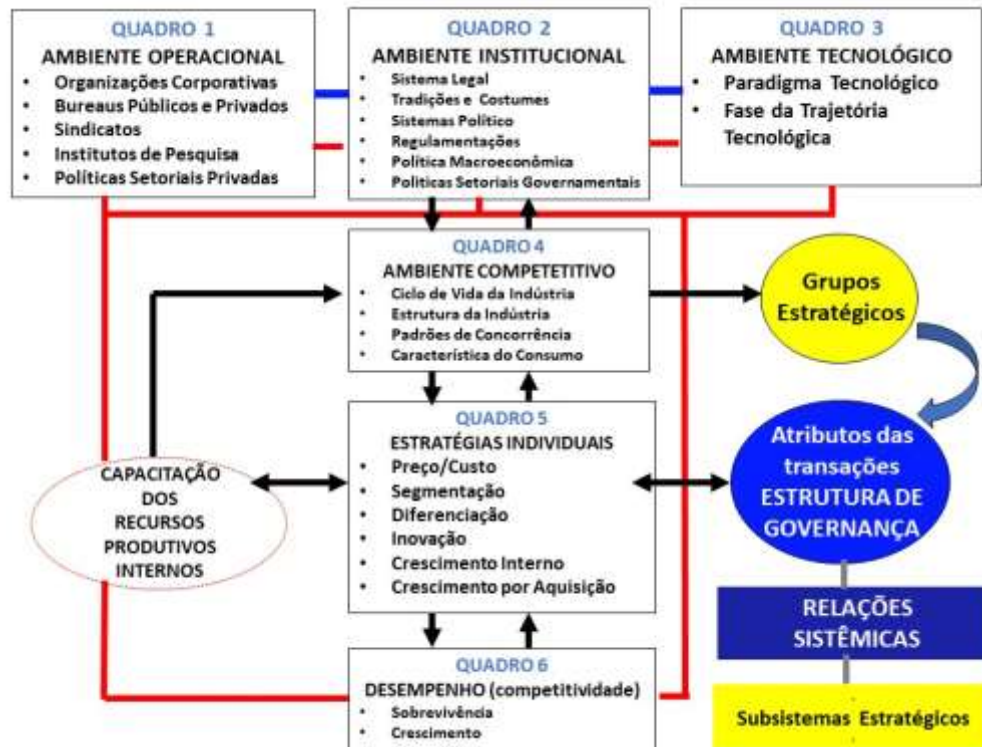 QUADRO 1
AMBIENTE OPERACIONAL
• Organizações Corporativas
• Bureaus Públicos e Privados
• Sindicatos
• Institutos de Pesquisa
• Políticas Setoriais Privadas
QUADRO 2
AMBIENTE INSTITUCIONAL
• Sistema Legal
• Tradições e Costumes
• Sistemas Político
• Regulamentações
• Política Macroeconômica
• Politicas Setoriais Governamentais
QUADRO 3
AMBIENTE TECNOLÓGICO
• Paradigma Tecnológico
• Fase da Trajetória
Tecnológica
QUADRO 4
AMBIENTE COMPETETITIVO
• Ciclo de Vida da Indústria
• Estrutura da Indústria
• Padrões de Concorrência
• Característica do Consumo
Grupos
Estratégicos
QUADRO 5
ESTRATÉGIAS INDIVIDUAIS
• Preço/Custo
• Segmentação
• Diferenciação
• Inovação
• Crescimento Interno
• Crescimento por Aquisição
CAPACITAÇÃO
DOS
RECURSOS
PRODUTIVOS
INTERNOS
Atributos das
transações
ESTRUTURA DE
GOVERNANÇA
RELAÇÕES
SISTÊMICAS
Subsistemas Estratégicos
QUADRO 6
DESEMPENHO (competitividade)
• Sobrevivência
• Crescimento